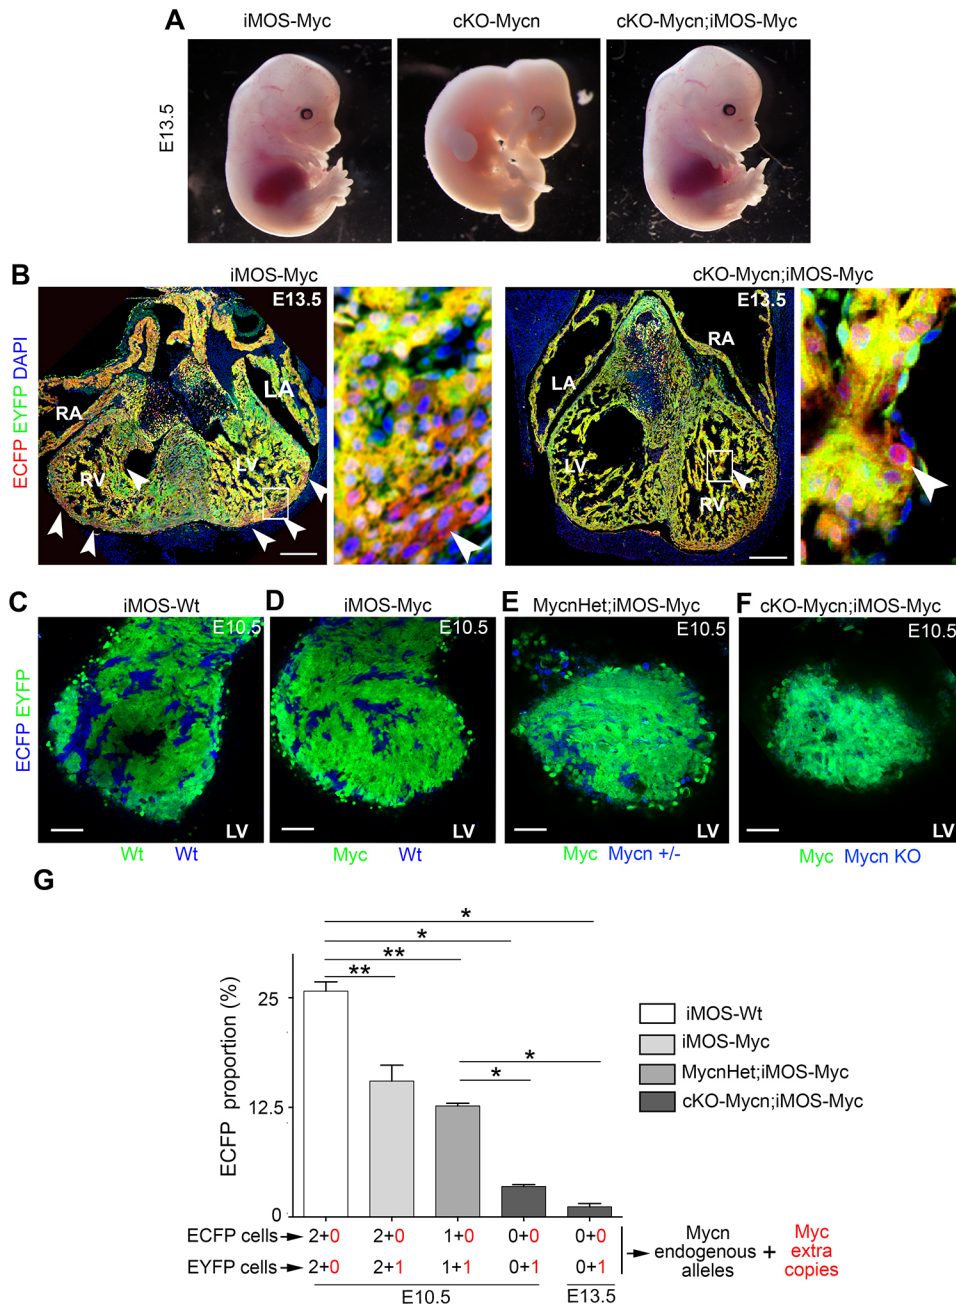 A
iMOS-Myc
cKO-Mycn
cKO-Mycn;iMOS-Myc
E13.5
B
iMOS-Myc
cKO-Mycn;iMOS-Myc
ECFP EYFP DAPI
E13.5
RA
LA
RV
LV
E13.5
RA
LA
LV
RV
C
iMOS-Wt
D
iMOS-Myc
E
MycnHet;iMOS-Myc
F
cKO-Mycn;iMOS-Myc
ECFP EYFP
E10.5
E10.5
E10.5
E10.5
LV
LV
LV
LV
Wt Wt
Myc Wt
Myc Mycn +/-
Myc Mycn KO
G
*
*
**
**
*
*
ECFP proportion (%)
25
12.5
0
iMOS-Wt
iMOS-Myc
MycnHet;iMOS-Myc
cKO-Mycn;iMOS-Myc
ECFP cells 2+0 2+0 1+0 0+0 0+0
EYFP cells 2+0 2+1 1+1 0+1 0+1
E10.5 E13.5
Mycn endogenous alleles + Myc extra copies